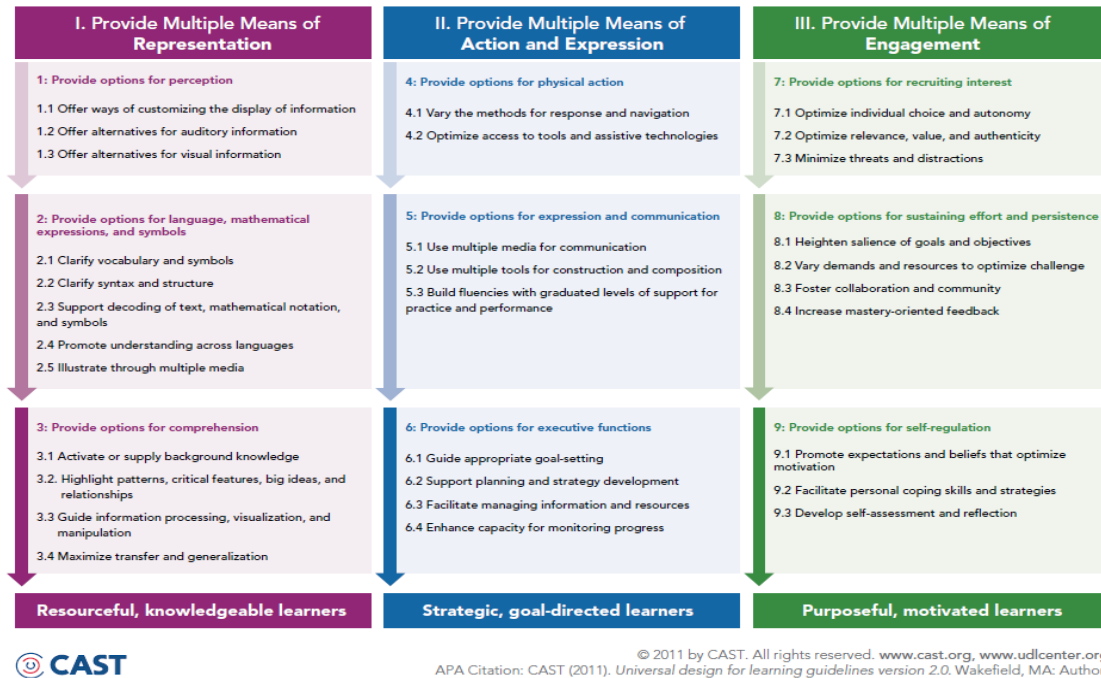 I. Provide Multiple Means of
Representation
1: Provide options for perception
1.1 Offer ways of customizing the display of information
1.2 Offer alternatives for auditory information
1.3 Offer alternatives for visual information
2: Provide options for language, mathematical
expressions, and symbols
2.1 Clarify vocabulary and symbols
2.2 Clarify syntax and structure
2.3 Support decoding of text, mathematical notation,
and symbols
2.4 Promote understanding across languages
2.5 Illustrate through multiple media
3: Provide options for comprehension
3.1 Activate or supply background knowledge
3.2. Highlight patterns, critical features, big ideas, and
relationships
3.3 Guide information processing, visualization, and
manipulation
3.4 Maximize transfer and generalization
Resourceful, knowledgeable learners
II. Provide Multiple Means of
Action and Expression
4: Provide options for physical action
4.1 Vary the methods for response and navigation
4.2 Optimize access to tools and assistive technologies
5: Provide options for expression and communication
5.1 Use multiple media for communication
5.2 Use multiple tools for construction and composition
5.3 Build fluencies with graduated levels of support for
practice and performance
6: Provide options for executive functions
6.1 Guide appropriate goal-setting
6.2 Support planning and strategy development
6.3 Facilitate managing information and resources
6.4 Enhance capacity for monitoring progress
Strategic, goal-directed learners
III. Provide Multiple Means of
Engagement
7: Provide options for recruiting interest
7.1 Optimize individual choice and autonomy
7.2 Optimize relevance, value, and authenticity
7.3 Minimize threats and distractions
8: Provide options for sustaining effort and persistence
8.1 Heighten salience of goals and objectives
8.2 Vary demands and resources to optimize challenge
8.3 Foster collaboration and community
8.4 Increase mastery-oriented feedback
9: Provide options for self-regulation
9.1 Promote expectations and beliefs that optimize
motivation
9.2 Facilitate personal coping skills and strategies
9.3 Develop self-assessment and reflection
Purposeful, motivated learners
CAST
© 2011 by CAST. All rights reserved. www.cast.org, www.udlcenter.org
APA Citation: CAST (2011). Universal design for learning guidelines version 2.0. Wakefield, MA: Autho